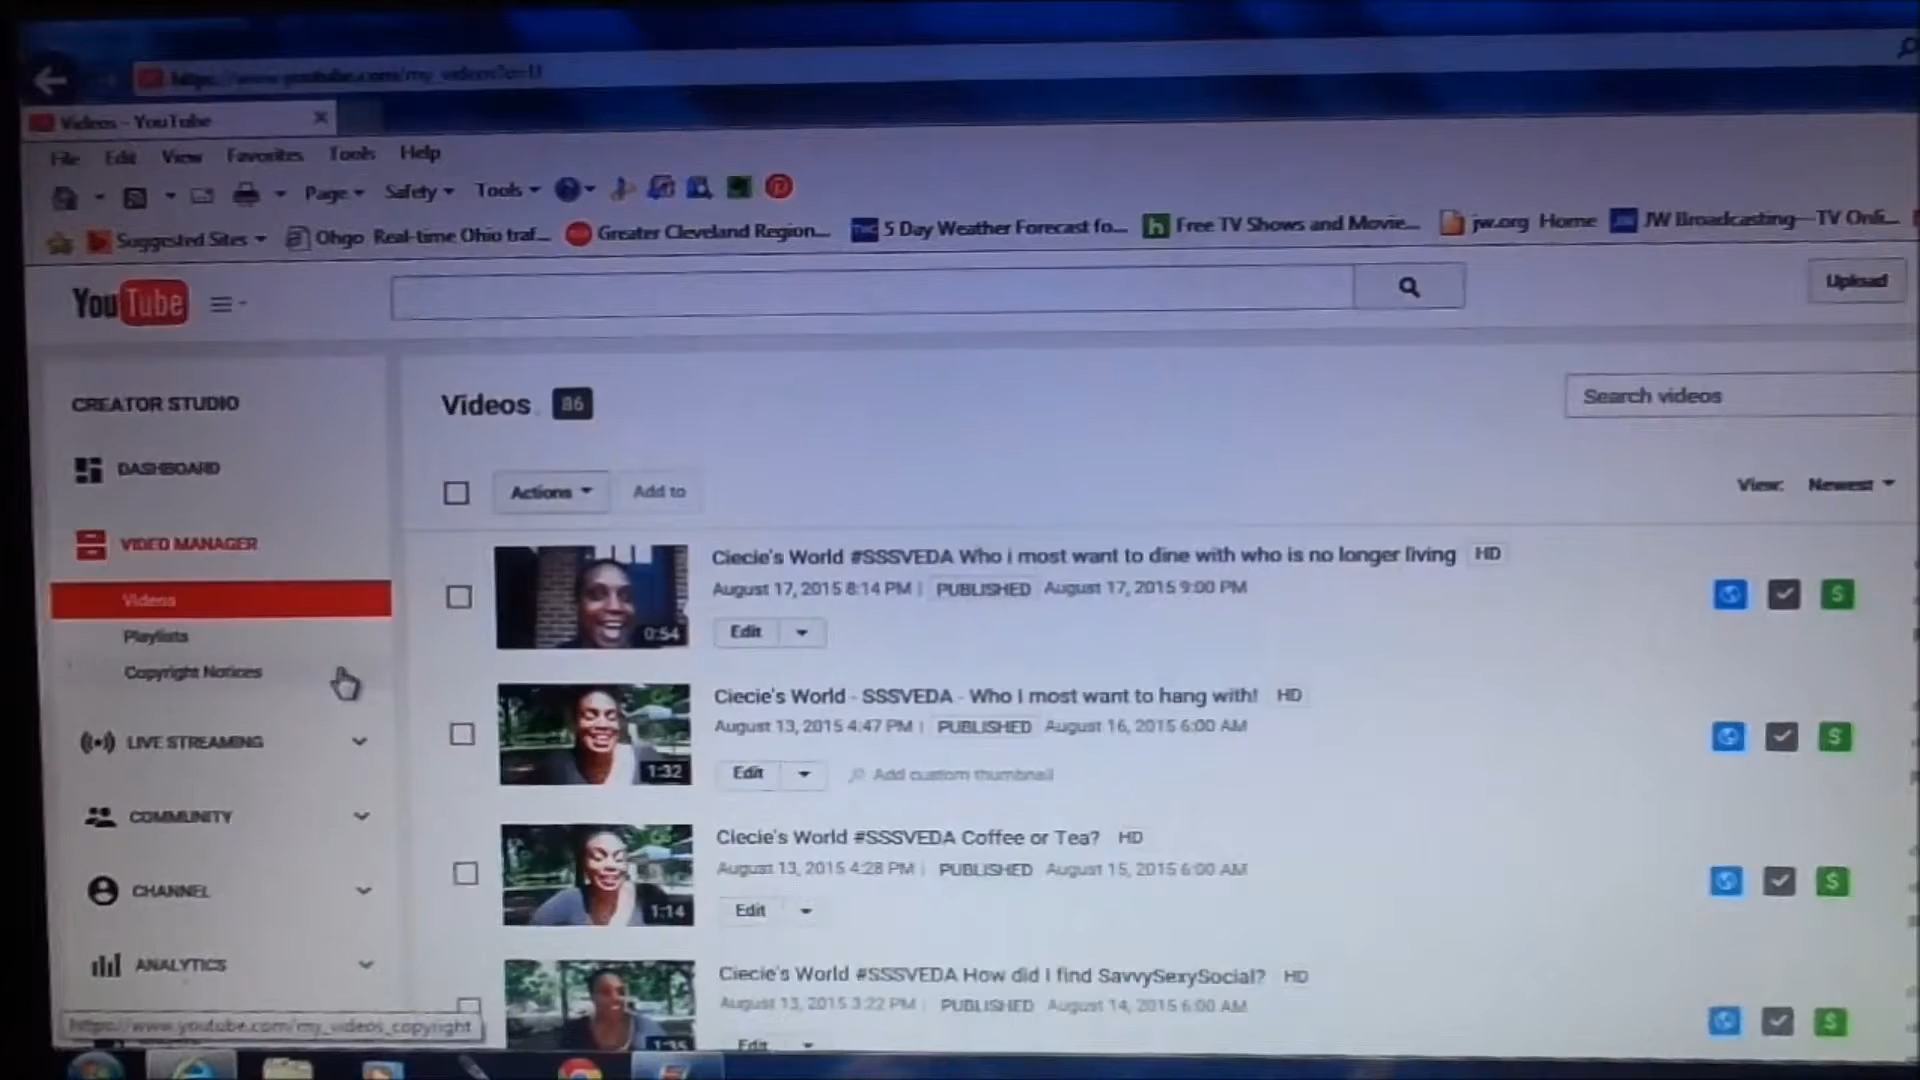 https://www.youtube.com/my_videos?o=U
Videos - YouTube
File Edit View Favorites Tools Help
Page Safety Tools
Suggested Sites Ohgo Real-time Ohio traf... Greater Cleveland Region... 5 Day Weather Forecast fo... Free TV Shows and Movie... jw.org Home JW Broadcasting—TV Onli...
YouTube Upload
CREATOR STUDIO
Videos 86
Search videos
DASHBOARD
Actions Add to
View: Newest
VIDEO MANAGER
Videos
Playlists
Copyright Notices
LIVE STREAMING
COMMUNITY
CHANNEL
ANALYTICS
https://www.youtube.com/my_videos_copyright
Ciecie's World #SSSVEDA Who i most want to dine with who is no longer living HD
August 17, 2015 8:14 PM | PUBLISHED August 17, 2015 9:00 PM
0:54
Edit
Ciecie's World - SSSVEDA - Who I most want to hang with! HD
August 13, 2015 4:47 PM | PUBLISHED August 16, 2015 6:00 AM
1:32
Edit Add custom thumbnail
Ciecie's World #SSSVEDA Coffee or Tea? HD
August 13, 2015 4:28 PM | PUBLISHED August 15, 2015 6:00 AM
1:14
Edit
Ciecie's World #SSSVEDA How did I find SavvySexySocial? HD
August 13, 2015 3:22 PM | PUBLISHED August 14, 2015 6:00 AM
1:35
Edit